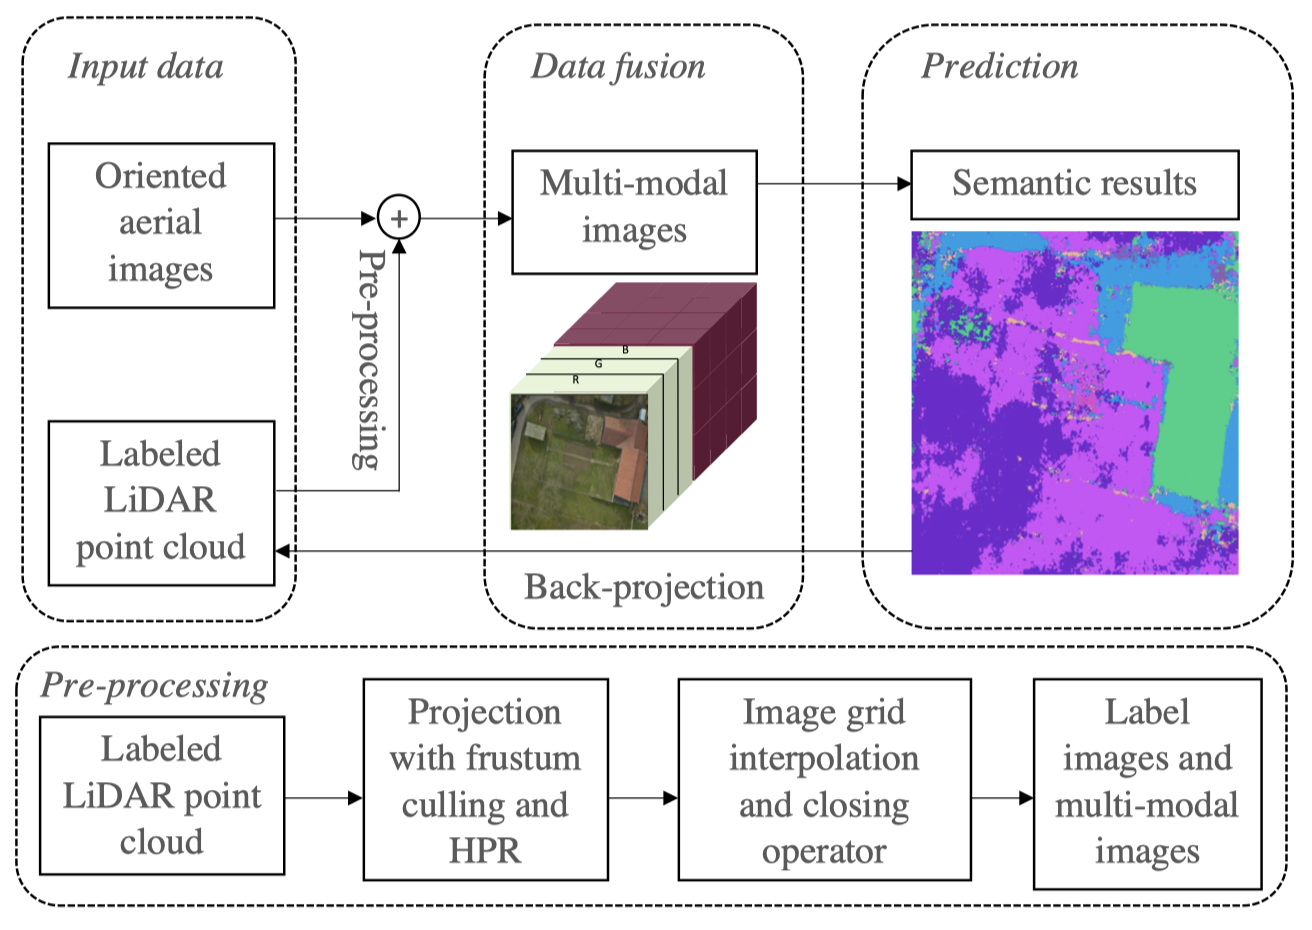 Input data
Data fusion
Prediction
Oriented
aerial
images
+
Pre-processing
Multi-modal
images
Semantic results
B
G
R
Labeled
LiDAR
point cloud
Back-projection
Pre-processing
Labeled
LiDAR point
cloud
Projection
with frustum
culling and
HPR
Image grid
interpolation
and closing
operator
Label
images and
multi-modal
images